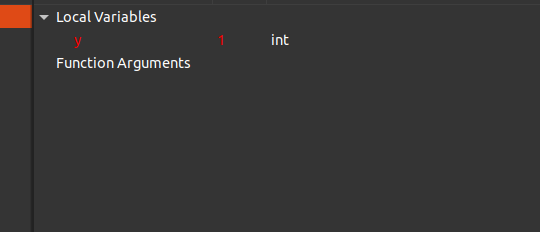 Local Variables
y 1 int
Function Arguments